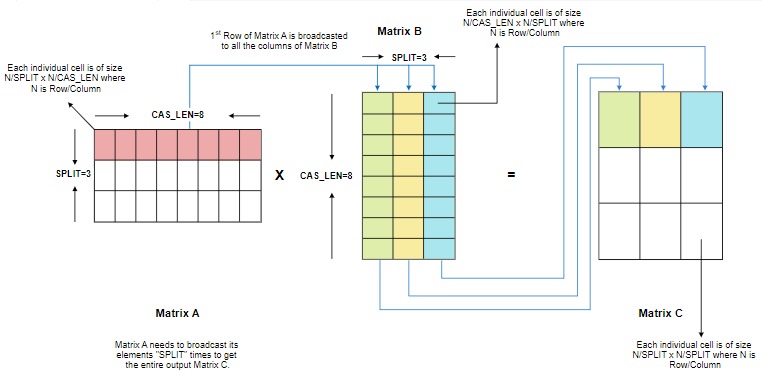 Each individual cell is of size
N/CAS_LEN x N/SPLIT where
N is Row/Column
Matrix B
1st Row of Matrix A is broadcasted
to all the columns of Matrix B
SPLIT=3
Each individual cell is of size
N/SPLIT x N/CAS_LEN where
N is Row/Column
CAS_LEN=8
SPLIT=3
X
CAS_LEN=8
=
Matrix A
Matrix C
Matrix A needs to broadcast its
elements "SPLIT" times to get
the entire output Matrix C.
Each individual cell is of size
N/SPLIT x N/SPLIT where N is
Row/Column